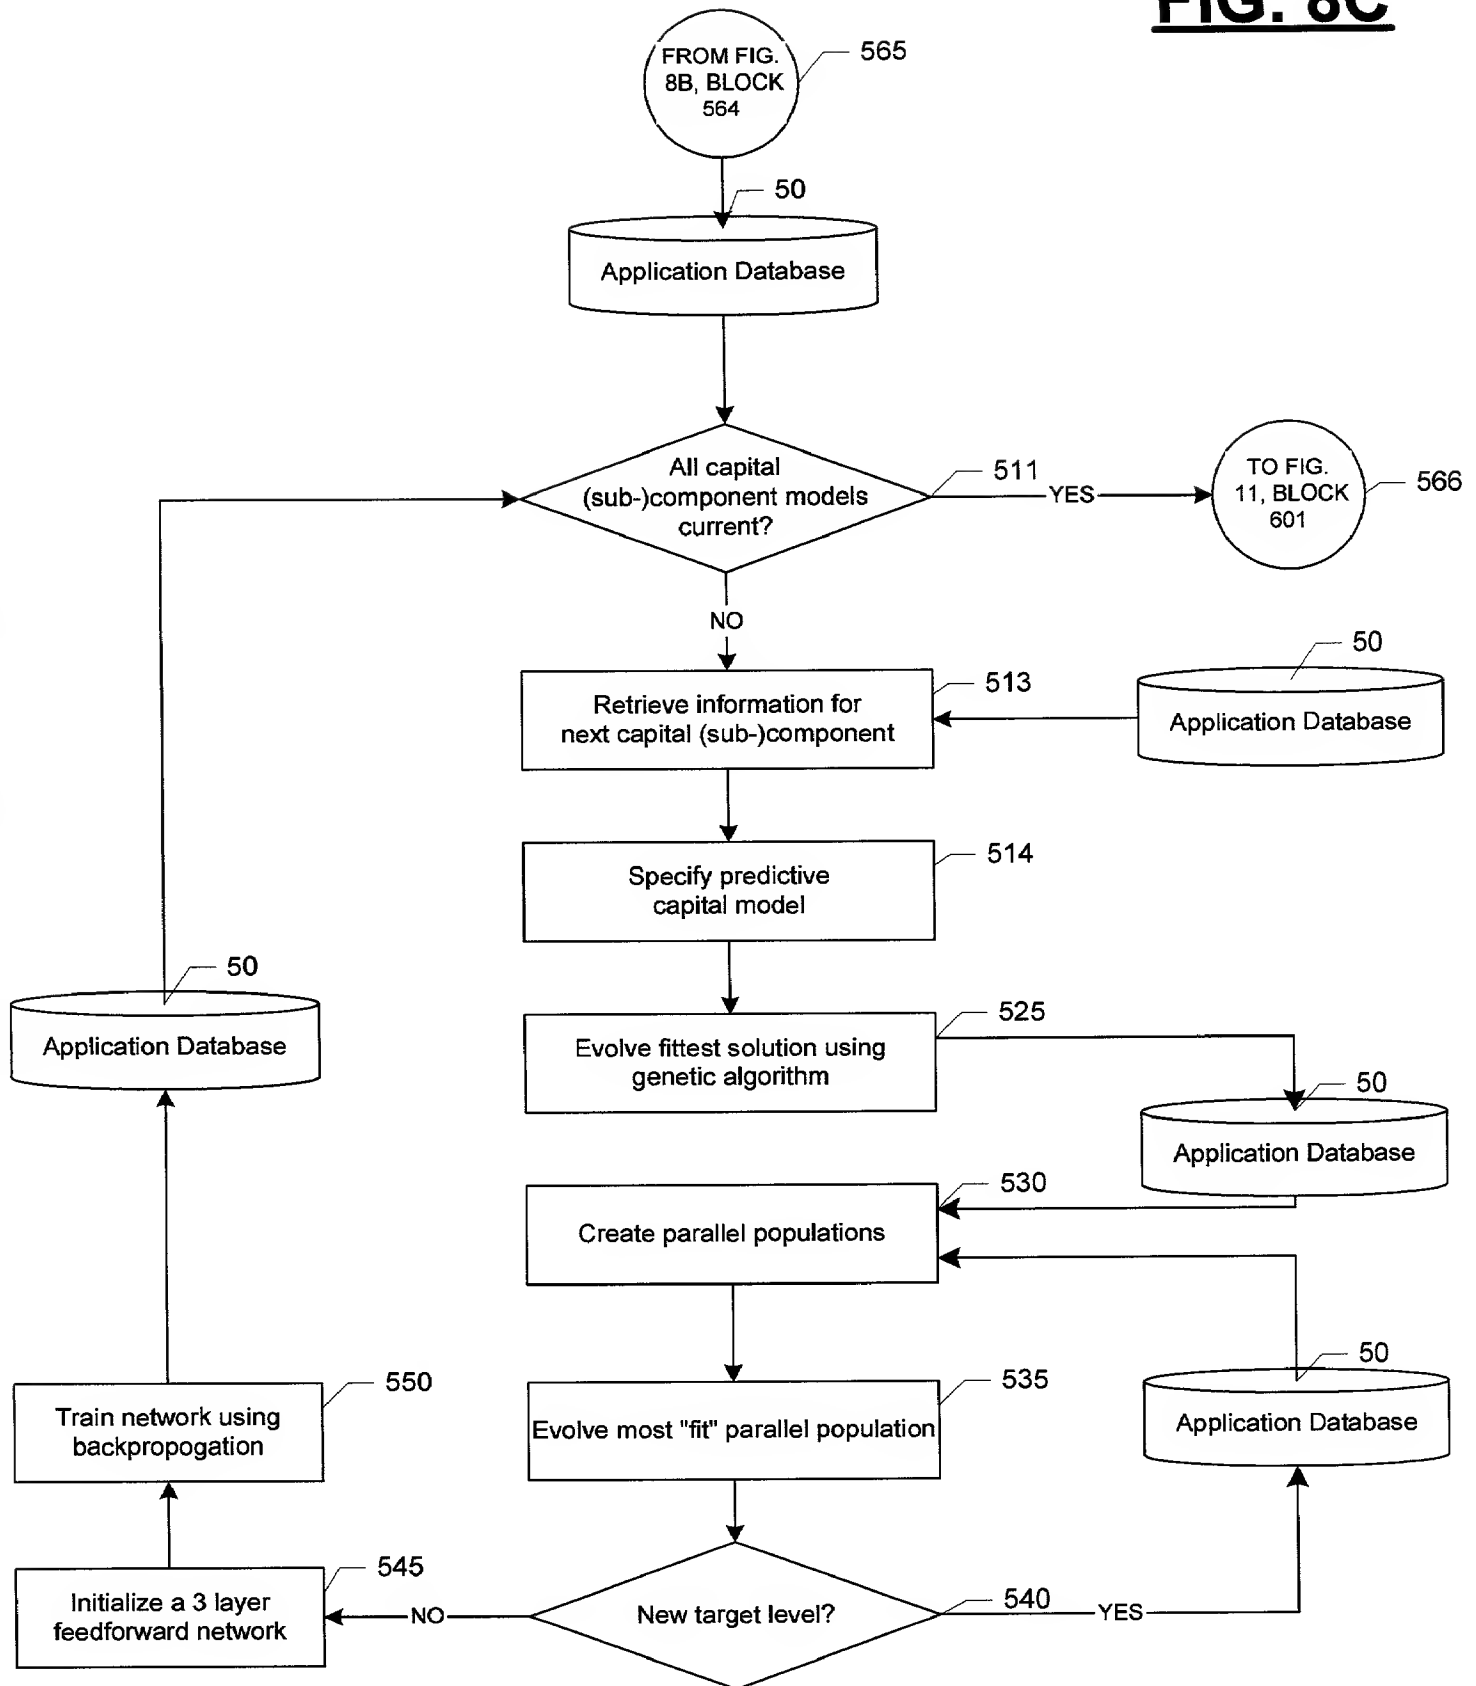 FIG. 8C
FROM FIG.
8B, BLOCK
564
565
50
Application Database
All capital
(sub-)component models
current?
511
YES
TO FIG.
11, BLOCK
601
566
NO
Retrieve information for
next capital (sub-)component
513
50
Application Database
Specify predictive
capital model
514
50
Application Database
Evolve fittest solution using
genetic algorithm
525
50
Application Database
Create parallel populations
530
Evolve most "fit" parallel population
535
50
Application Database
Train network using
backpropogation
550
Initialize a 3 layer
feedforward network
545
NO
New target level?
540
YES